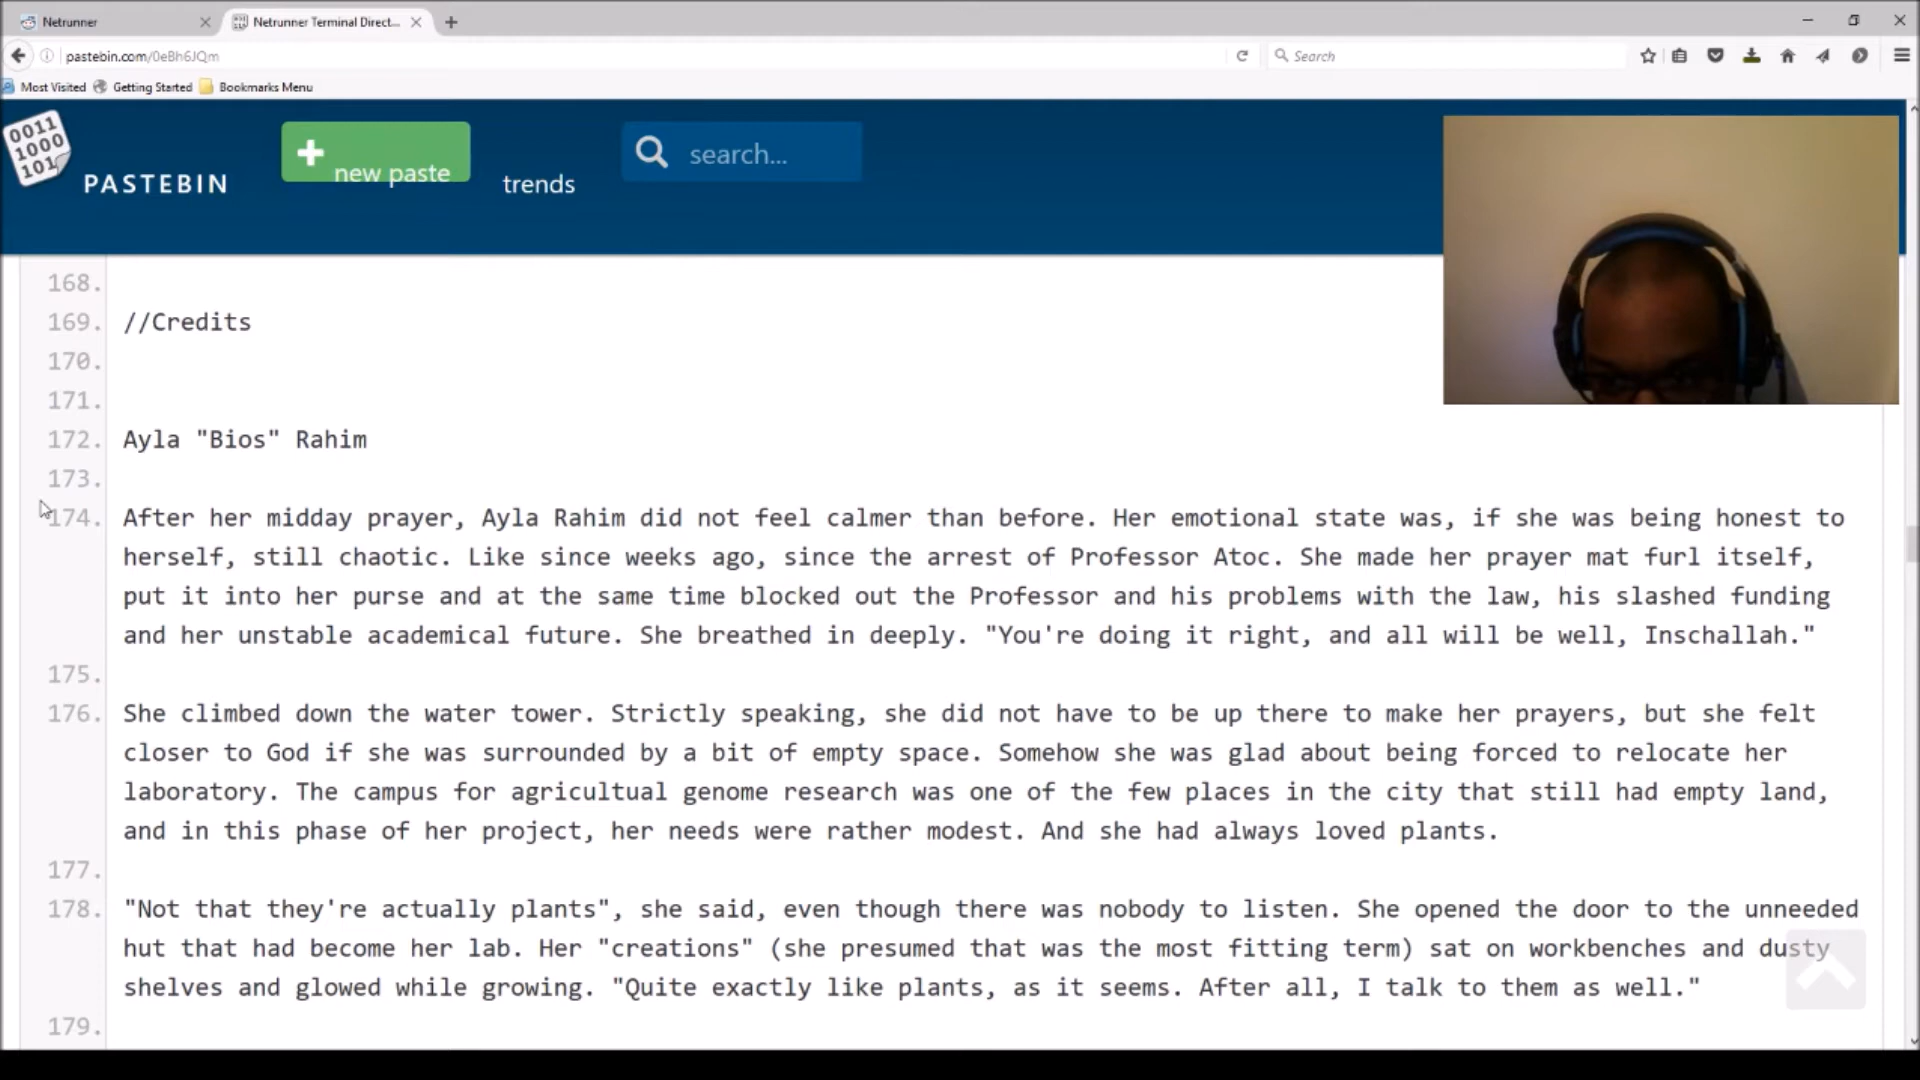 Netrunner
Netrunner Terminal Direct...
pastebin.com/0eBh6JQm
Search
Most Visited
Getting Started
Bookmarks Menu
0011
1000
101
PASTEBIN
new paste
trends
search...
168.
169. //Credits
170.
171.
172. Ayla "Bios" Rahim
173.
174. After her midday prayer, Ayla Rahim did not feel calmer than before. Her emotional state was, if she was being honest to
herself, still chaotic. Like since weeks ago, since the arrest of Professor Atoc. She made her prayer mat furl itself,
put it into her purse and at the same time blocked out the Professor and his problems with the law, his slashed funding
and her unstable academical future. She breathed in deeply. "You're doing it right, and all will be well, Inschallah."
175.
176. She climbed down the water tower. Strictly speaking, she did not have to be up there to make her prayers, but she felt
closer to God if she was surrounded by a bit of empty space. Somehow she was glad about being forced to relocate her
laboratory. The campus for agricultual genome research was one of the few places in the city that still had empty land,
and in this phase of her project, her needs were rather modest. And she had always loved plants.
177.
178. "Not that they're actually plants", she said, even though there was nobody to listen. She opened the door to the unneeded
hut that had become her lab. Her "creations" (she presumed that was the most fitting term) sat on workbenches and dusty
shelves and glowed while growing. "Quite exactly like plants, as it seems. After all, I talk to them as well."
179.